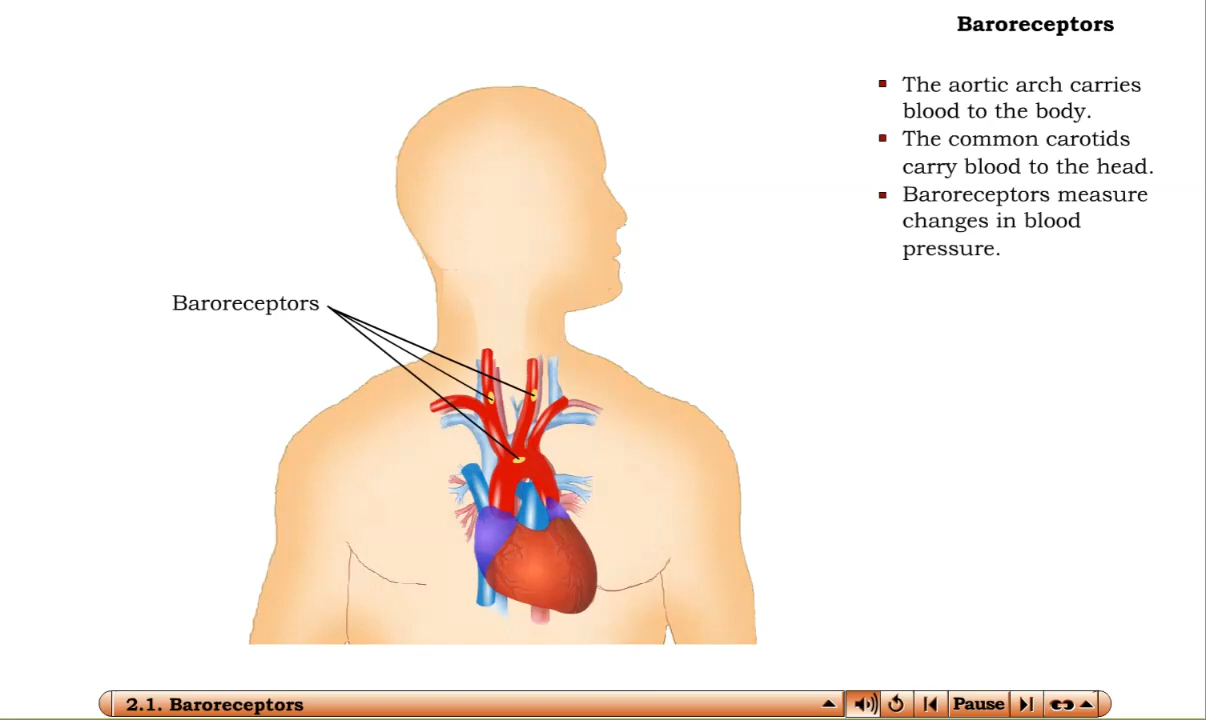 Baroreceptors
The aortic arch carries
blood to the body.
The common carotids
carry blood to the head.
Baroreceptors measure
changes in blood
pressure.
Baroreceptors
2.1. Baroreceptors
Pause